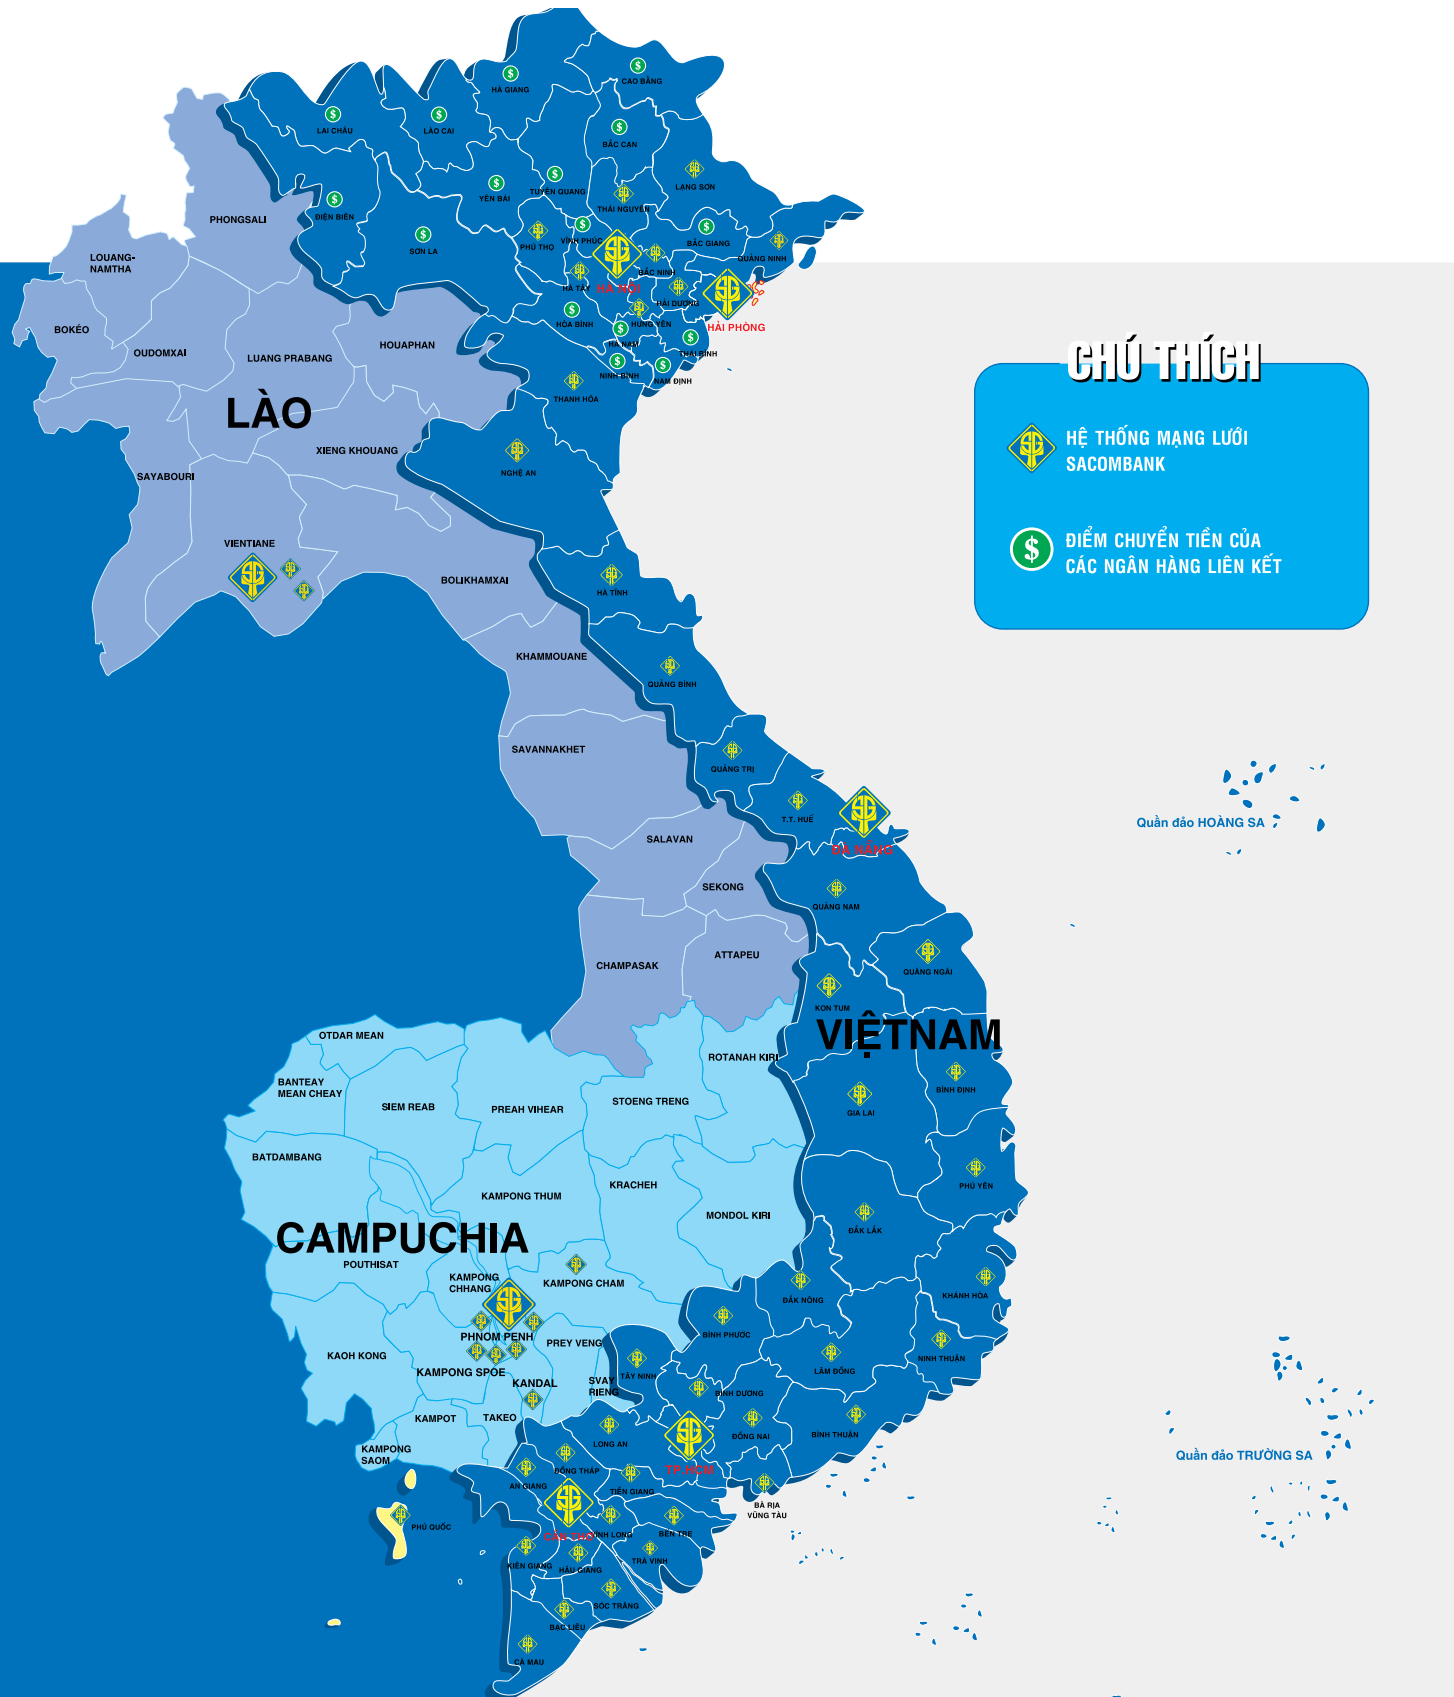 HÀ GIANG
CAO BẰNG
LAI CHÂU
LÀO CAI
BẮC CẠN
LẠNG SƠN
ĐIỆN BIÊN
YÊN BÁI
TUYÊN QUANG
THÁI NGUYÊN
PHONGSALI
SƠN LA
PHÚ THỌ
VĨNH PHÚC
BẮC GIANG
QUẢNG NINH
LOUANG-
NAMTHA
HÀ TÂY
HÀ NỘI
BẮC NINH
HẢI DƯƠNG
HẢI PHÒNG
BOKÉO
OUDOMXAI
LUANG PRABANG
HOUAPHAN
HÒA BÌNH
HƯNG YÊN
HÀ NAM
THÁI BÌNH
NINH BÌNH
NAM ĐỊNH
THANH HÓA
CHÚ THÍCH
HỆ THỐNG MẠNG LƯỚI
SACOMBANK
ĐIỂM CHUYỂN TIỀN CỦA
CÁC NGÂN HÀNG LIÊN KẾT
LÀO
XIENG KHOUANG
SAYABOURI
NGHỆ AN
VIENTIANE
BOLIKHAMXAI
HÀ TĨNH
KHAMMOUANE
QUẢNG BÌNH
SAVANNAKHET
QUẢNG TRỊ
T.T. HUẾ
ĐÀ NẴNG
Quần đảo HOÀNG SA
SALAVAN
SEKONG
QUẢNG NAM
CHAMPASAK
ATTAPEU
QUẢNG NGÃI
KON TUM
VIỆTNAM
OTDAR MEAN
ROTANAH KIRI
BANTEAY
MEAN CHEAY
SIEM REAB
PREAH VIHEAR
STOENG TRENG
GIA LAI
BÌNH ĐỊNH
BATDAMBANG
KAMPONG THUM
KRACHEH
MONDOL KIRI
PHÚ YÊN
ĐẮK LẮK
CAMPUCHIA
POUTHISAT
KAMPONG
CHHANG
KAMPONG CHAM
ĐẮK NÔNG
KHÁNH HÒA
PHNOM PENH
PREY VENG
BÌNH PHƯỚC
KAOH KONG
KAMPONG SPOE
KANDAL
SVAY
RIENG
TÂY NINH
LÂM ĐỒNG
NINH THUẬN
BÌNH DƯƠNG
KAMPOT
TAKEO
LONG AN
ĐỒNG NAI
BÌNH THUẬN
KAMPONG
SAOM
Quần đảo TRƯỜNG SA
ĐỒNG THÁP
TP.HCM
AN GIANG
TIỀN GIANG
BÀ RỊA
VŨNG TÀU
PHÚ QUỐC
CẦN THƠ
VĨNH LONG
BẾN TRE
KIÊN GIANG
HẬU GIANG
TRÀ VINH
SÓC TRĂNG
BẠC LIÊU
CÀ MAU